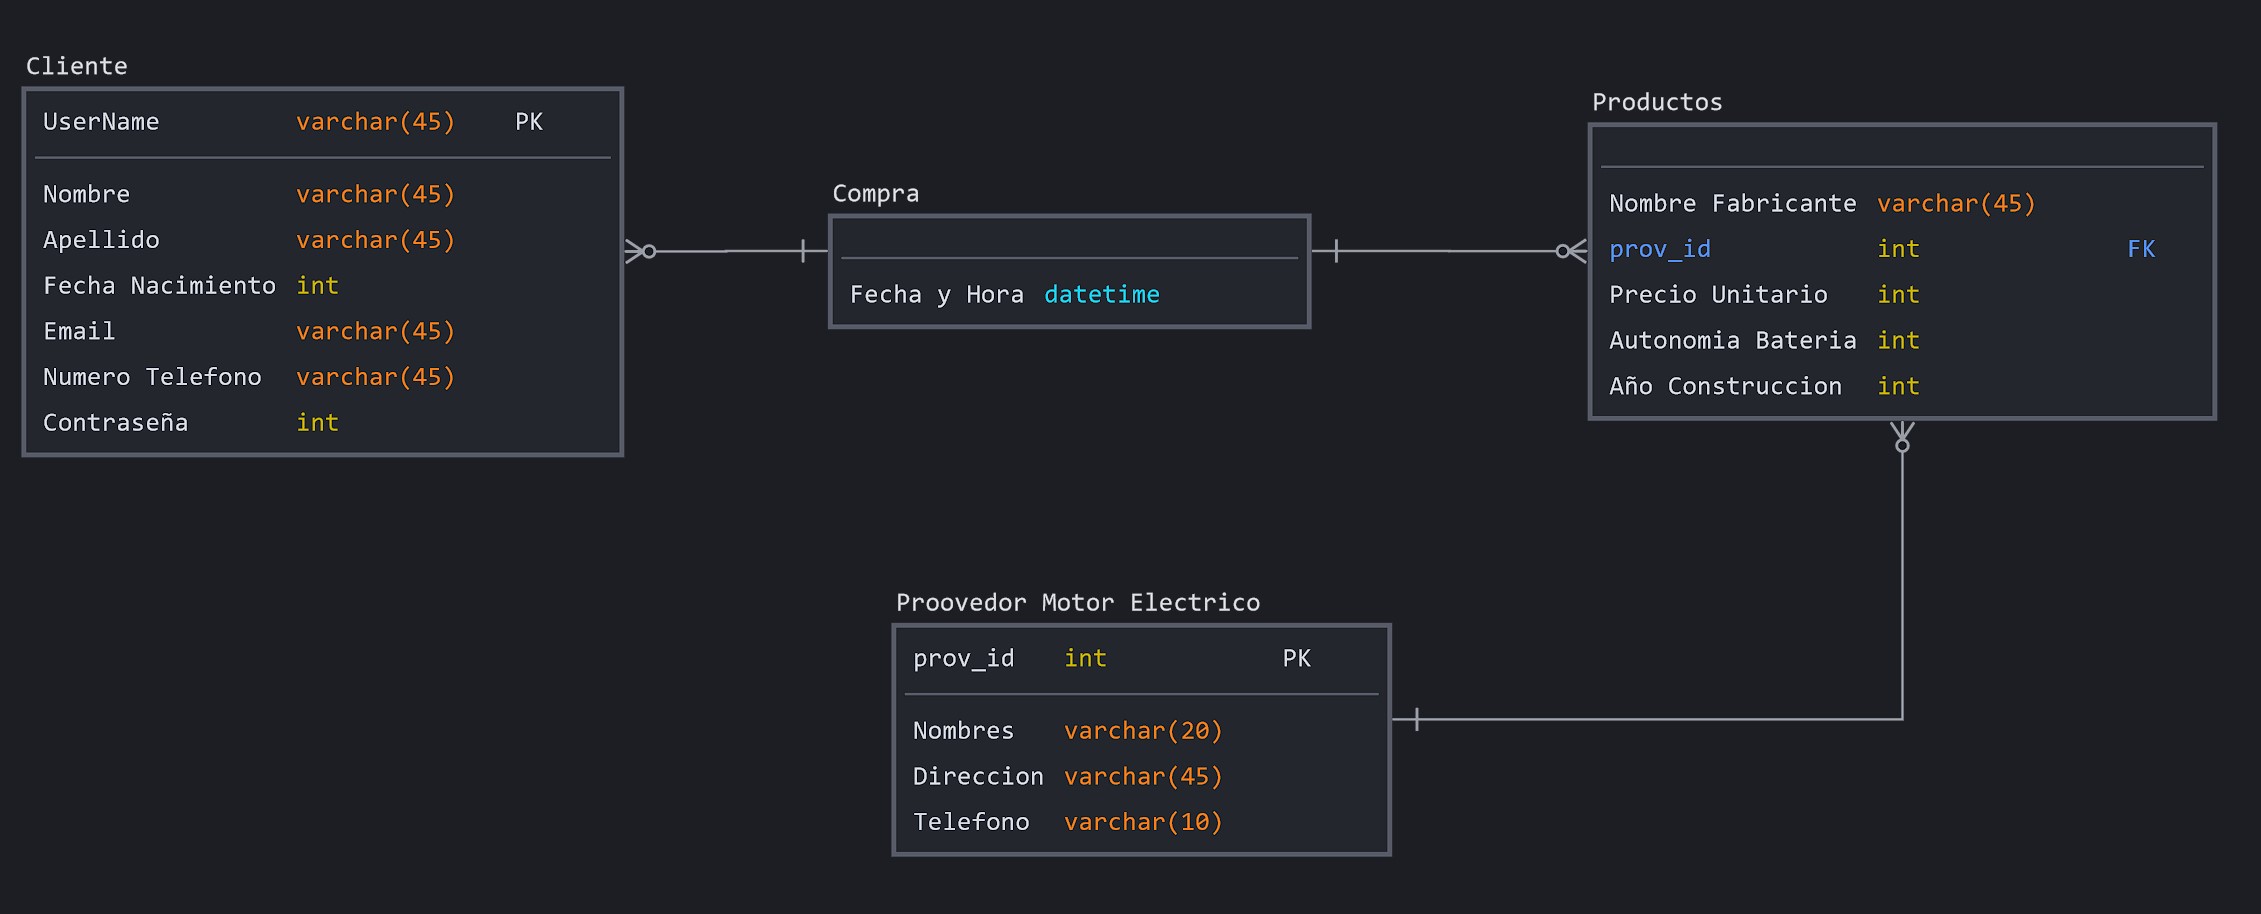 Cliente
UserName varchar(45) PK
Nombre varchar(45)
Apellido varchar(45)
Fecha Nacimiento int
Email varchar(45)
Numero Telefono varchar(45)
Contraseña int
Compra
Fecha y Hora datetime
Productos
Nombre Fabricante varchar(45)
prov_id int FK
Precio Unitario int
Autonomia Bateria int
Año Construccion int
Proovedor Motor Electrico
prov_id int PK
Nombres varchar(20)
Direccion varchar(45)
Telefono varchar(10)